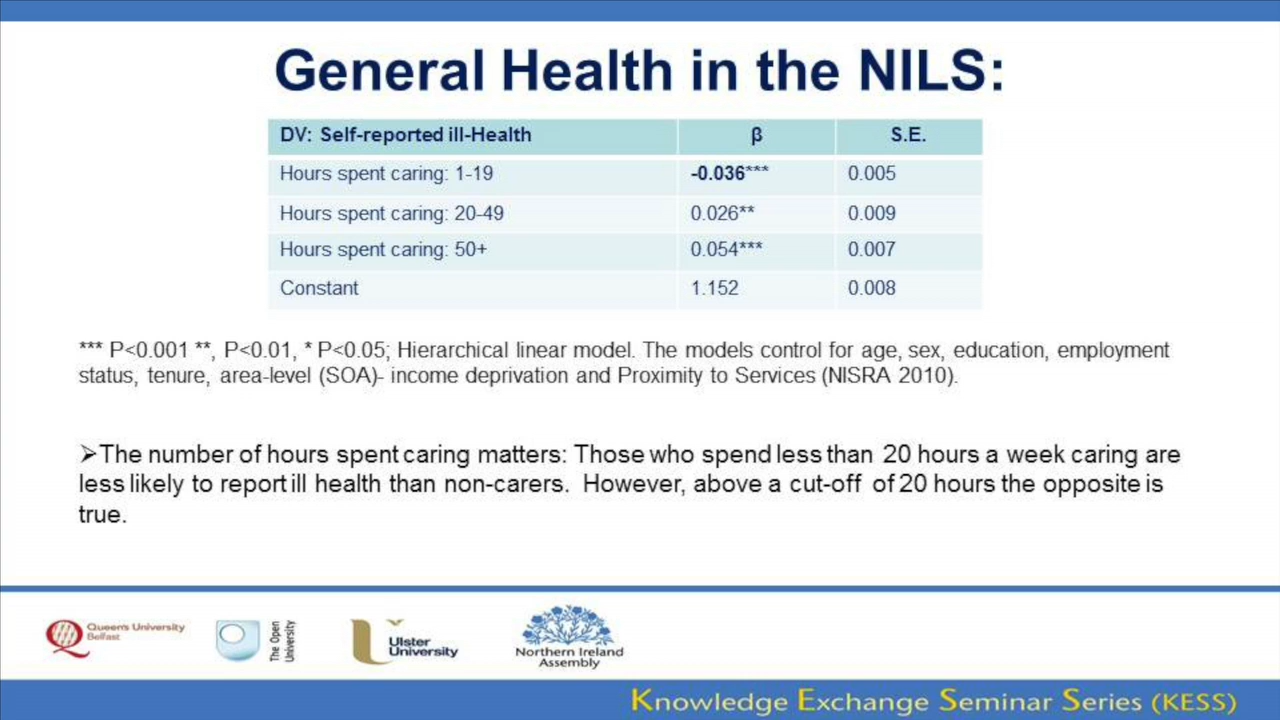 General Health in the NILS:
DV: Self-reported ill-Health β S.E.
Hours spent caring: 1-19 -0.036*** 0.005
Hours spent caring: 20-49 0.026** 0.009
Hours spent caring: 50+ 0.054*** 0.007
Constant 1.152 0.008
*** P<0.001 **, P<0.01, * P<0.05; Hierarchical linear model. The models control for age, sex, education, employment
status, tenure, area-level (SOA)- income deprivation and Proximity to Services (NISRA 2010).
➢The number of hours spent caring matters: Those who spend less than 20 hours a week caring are
less likely to report ill health than non-carers. However, above a cut-off of 20 hours the opposite is
true.
Queen's University
Belfast
The Open
University
Ulster
University
Northern Ireland
Assembly
Knowledge Exchange Seminar Series (KESS)